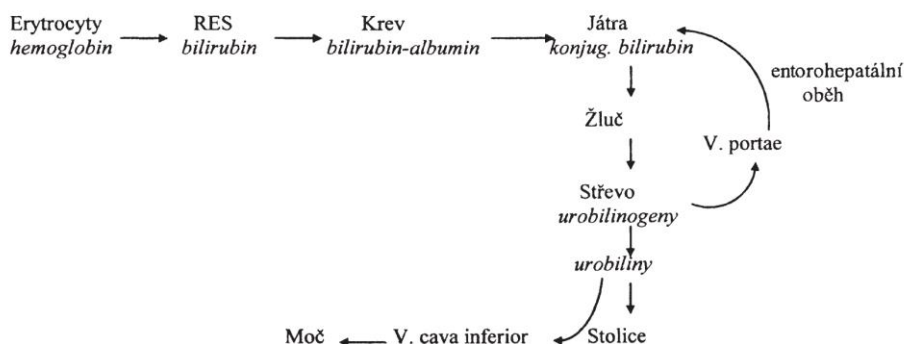 Erytrocyty RES Krev Játra
hemoglobin bilirubin bilirubin-albumin konjug. bilirubin
entorohepatální
oběh
Žluč
V. portae
Střevo
urobilinogeny
urobiliny
Moč V. cava inferior Stolice